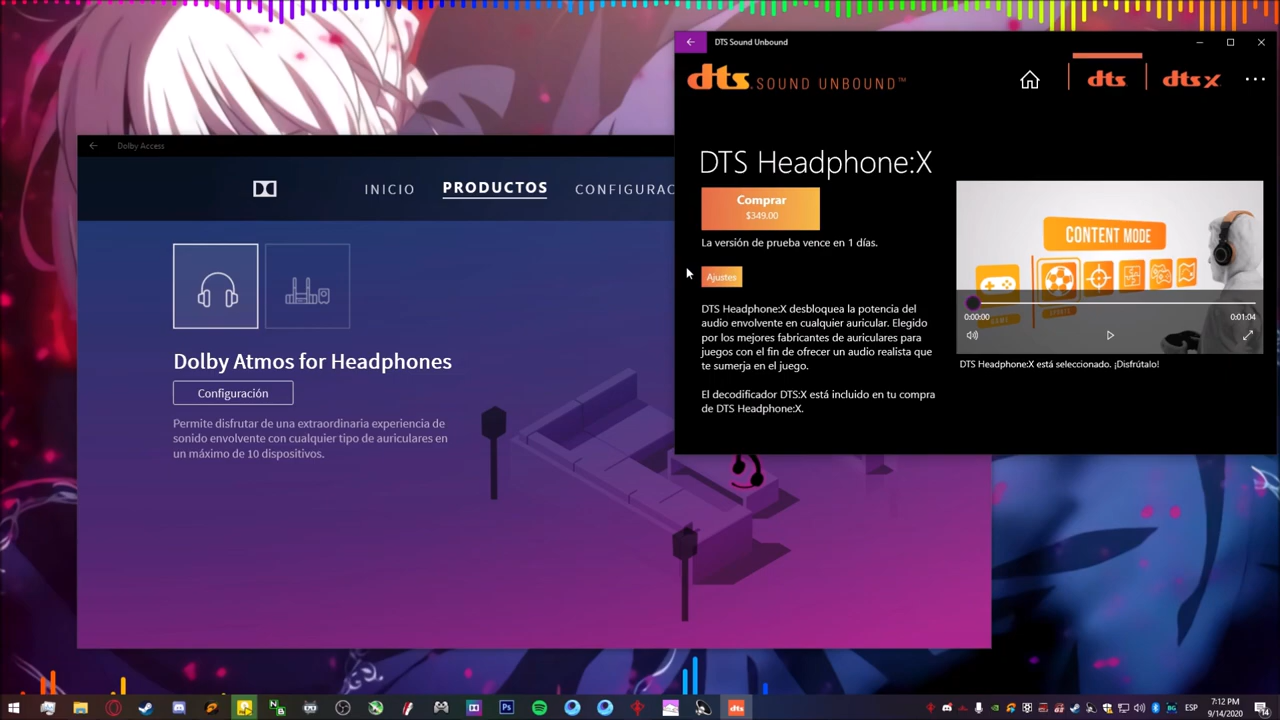 DTS Sound Unbound
dts SOUND UNBOUND™
dts
dts x
DTS Headphone:X
Comprar
$349.00
La versión de prueba vence en 1 días.
Ajustes
DTS Headphone:X desbloquea la potencia del
audio envolvente en cualquier auricular. Elegido
por los mejores fabricantes de auriculares para
juegos con el fin de ofrecer un audio realista que
te sumerja en el juego.
El decodificador DTS:X está incluido en tu compra
de DTS Headphone:X.
CONTENT MODE
0:00:00
0:01:04
DTS Headphone:X está seleccionado. ¡Disfrútalo!
Dolby Access
INICIO
PRODUCTOS
CONFIGURAC
Dolby Atmos for Headphones
Configuración
Permite disfrutar de una extraordinaria experiencia de
sonido envolvente con cualquier tipo de auriculares en
un máximo de 10 dispositivos.
Ps
dts
ESP
7:12 PM
9/14/2020
14